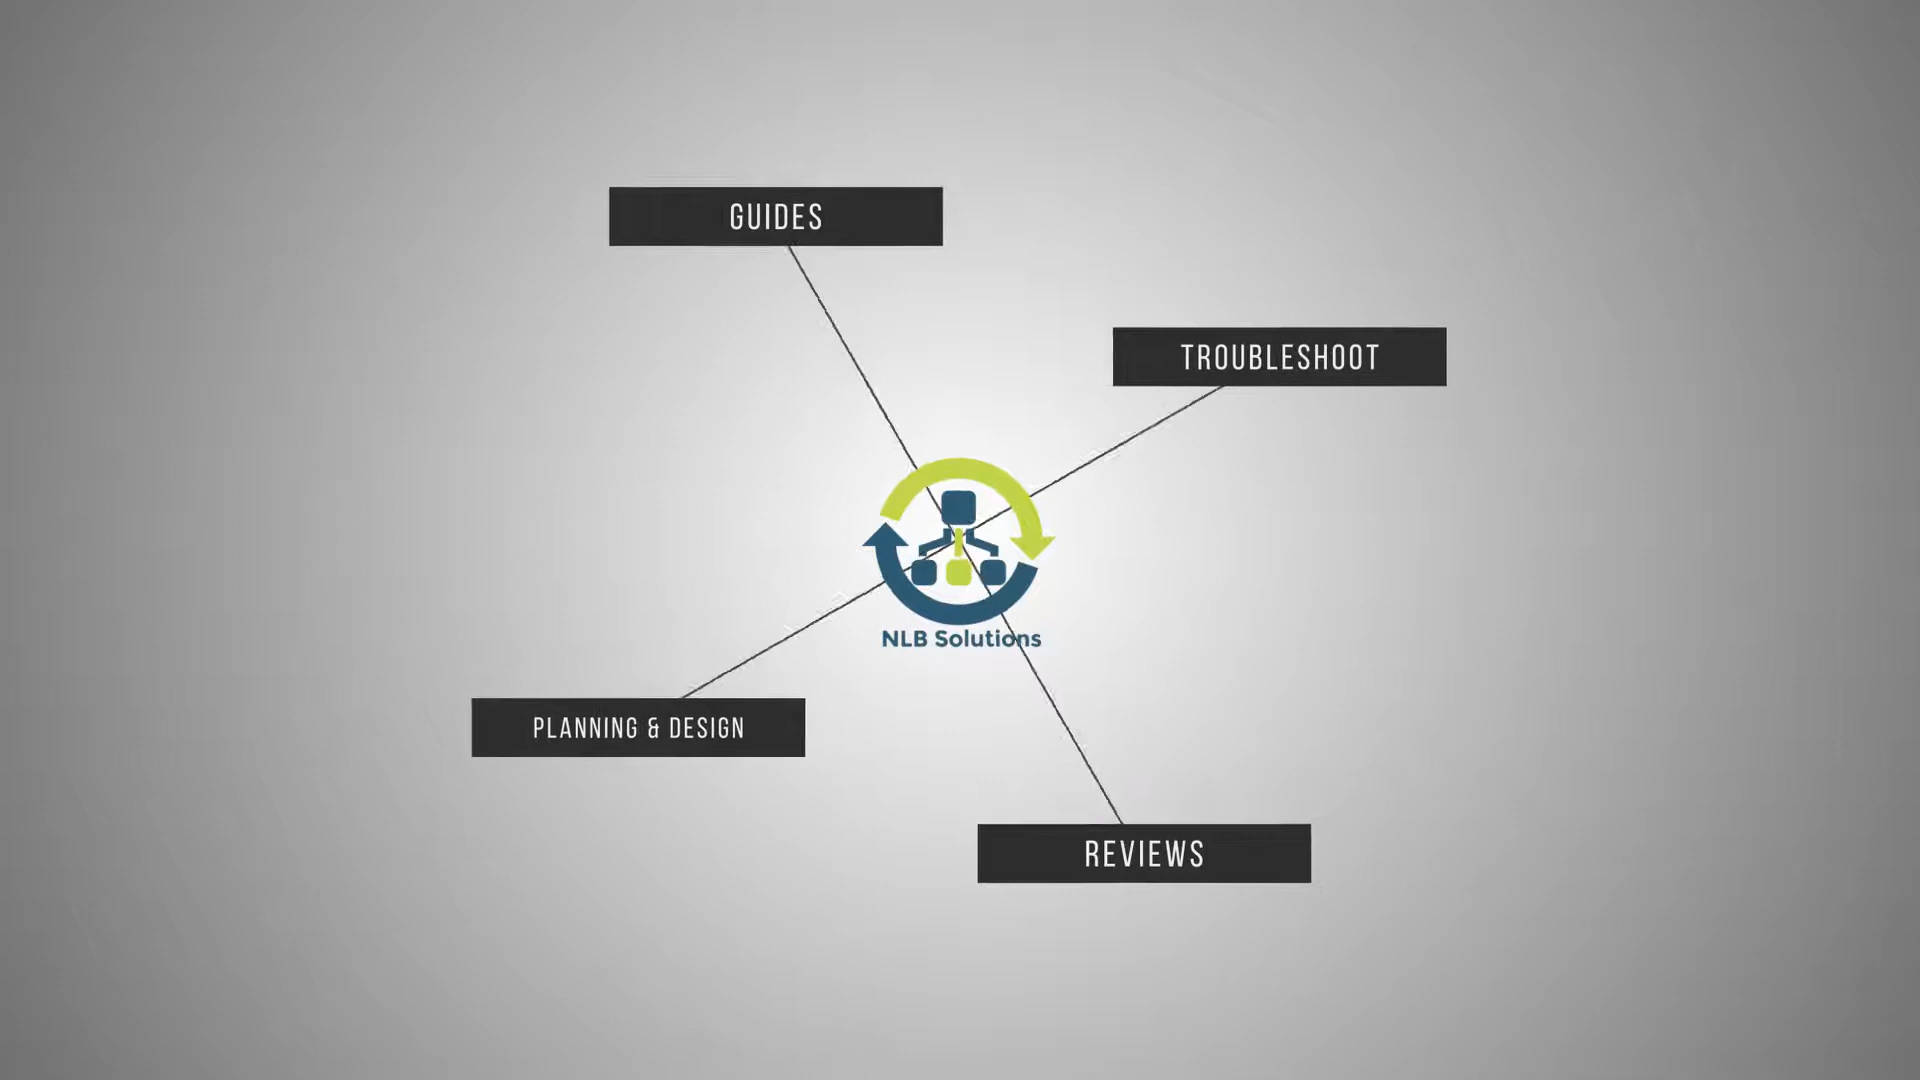 GUIDES
TROUBLESHOOT
NLB Solutions
PLANNING & DESIGN
REVIEWS